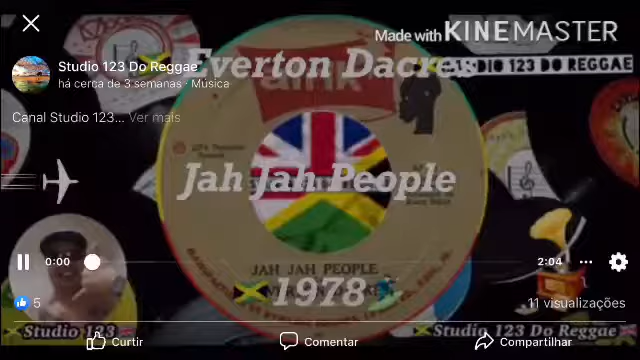 Made with KINEMASTER
Everton Dacres
Studio 123 Do Reggae
STUDIO 123 DO REGGAE
há cerca de 3 semanas · Música
Canal Studio 123... Ver mais
Jah Jah People
0:00
2:04
JAH JAH PEOPLE
1978
5
11 visualizações
Studio 123
Studio 123 Do Reggae
Curtir
Comentar
Compartilhar